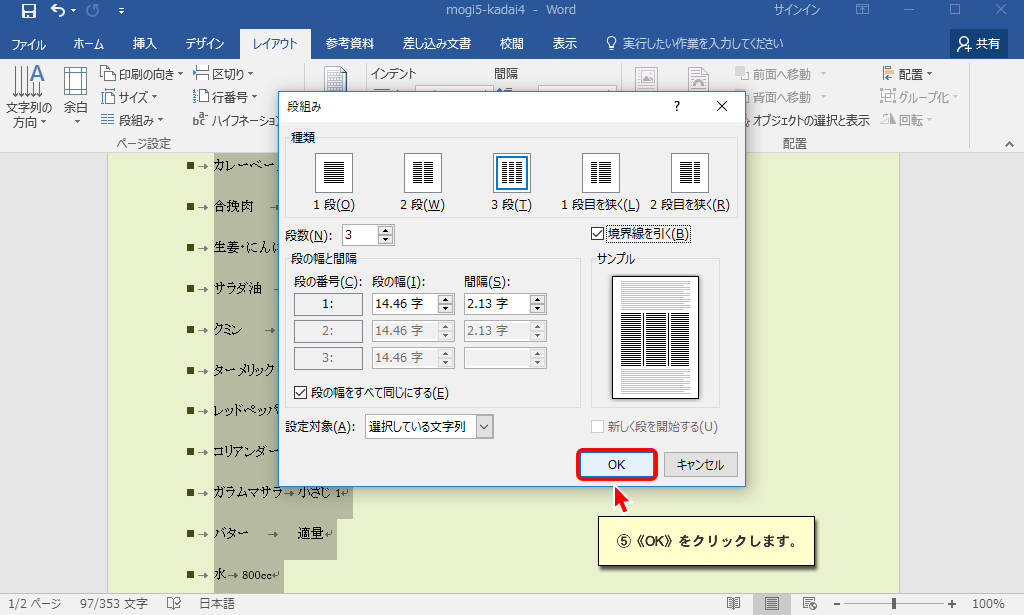 mogi5-kadai4 - Word
サインイン
ファイル ホーム 挿入 デザイン レイアウト 参考資料 差し込み文書 校閲 表示 実行したい作業を入力してください 共有
文字列の方向
余白
印刷の向き
サイズ
段組み
区切り
行番号
ハイフネーション
ページ設定
インデント
間隔
前面へ移動
背面へ移動
オブジェクトの選択と表示
配置
グループ化
回転
配置
段組み
?
種類
1 段(O) 2 段(W) 3 段(T) 1 段目を狭く(L) 2 段目を狭く(R)
段数(N): 3
境界線を引く(B)
段の幅と間隔
段の番号(C): 段の幅(I): 間隔(S):
1: 14.46 字 2.13 字
2: 14.46 字 2.13 字
3: 14.46 字
段の幅をすべて同じにする(E)
サンプル
設定対象(A): 選択している文字列
新しく段を開始する(U)
OK キャンセル
⑤《OK》をクリックします。
カレーベー
合挽肉
生姜・にんに
サラダ油
クミン
ターメリック
レッドペッパ
コリアンダー
ガラムマサラ→小さじ 1
バター → 適量
水→800cc
1/2 ページ 97/353 文字 日本語 100%